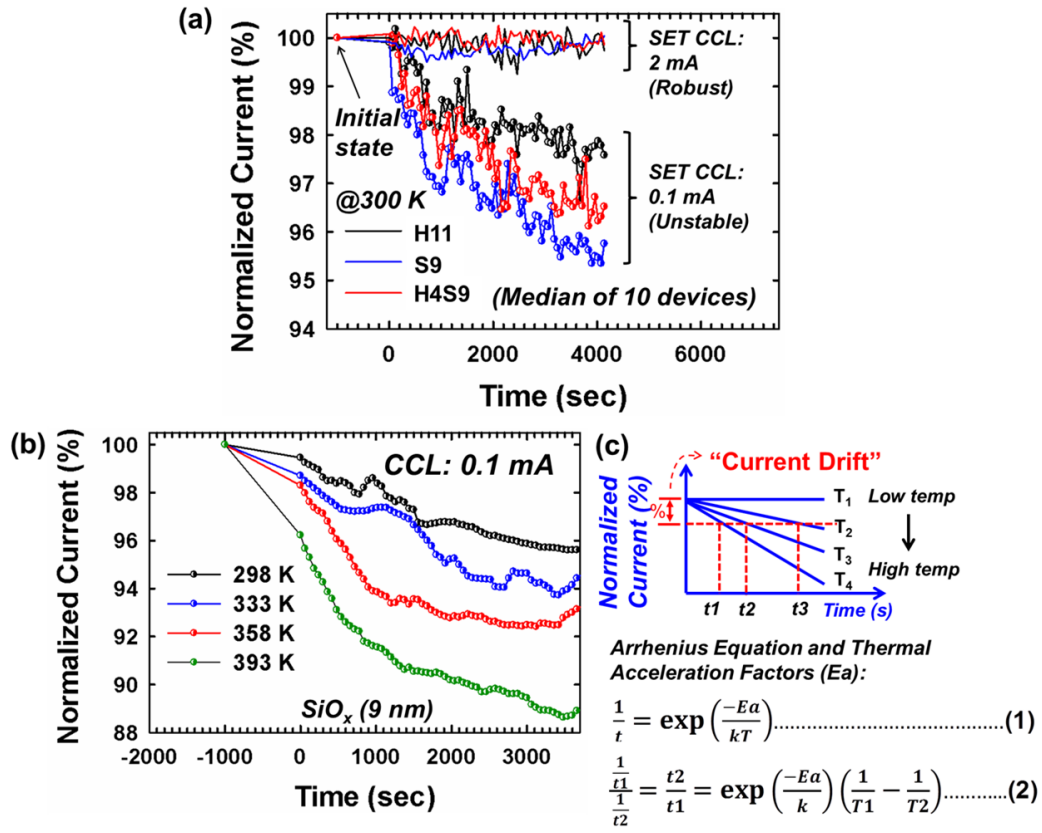 (a)
Normalized Current (%)
100
99
98
97
96
95
94
Initial
state
@300 K
H11
S9
H4S9
SET CCL:
2 mA
(Robust)
SET CCL:
0.1 mA
(Unstable)
(Median of 10 devices)
0 2000 4000 6000
Time (sec)
(b)
Normalized Current (%)
100
98
96
94
92
90
88
CCL: 0.1 mA
298 K
333 K
358 K
393 K
SiOx (9 nm)
-2000 -1000 0 1000 2000 3000
Time (sec)
(c)
"Current Drift"
Normalized
Current (%)
%
T1 Low temp
T2
T3
T4 High temp
t1 t2 t3 Time (s)
Arrhenius Equation and Thermal
Acceleration Factors (Ea):
1/t = exp(-Ea/kT)........................................(1)
(1/t1)/(1/t2) = t2/t1 = exp(-Ea/k)(1/T1 - 1/T2)...........(2)